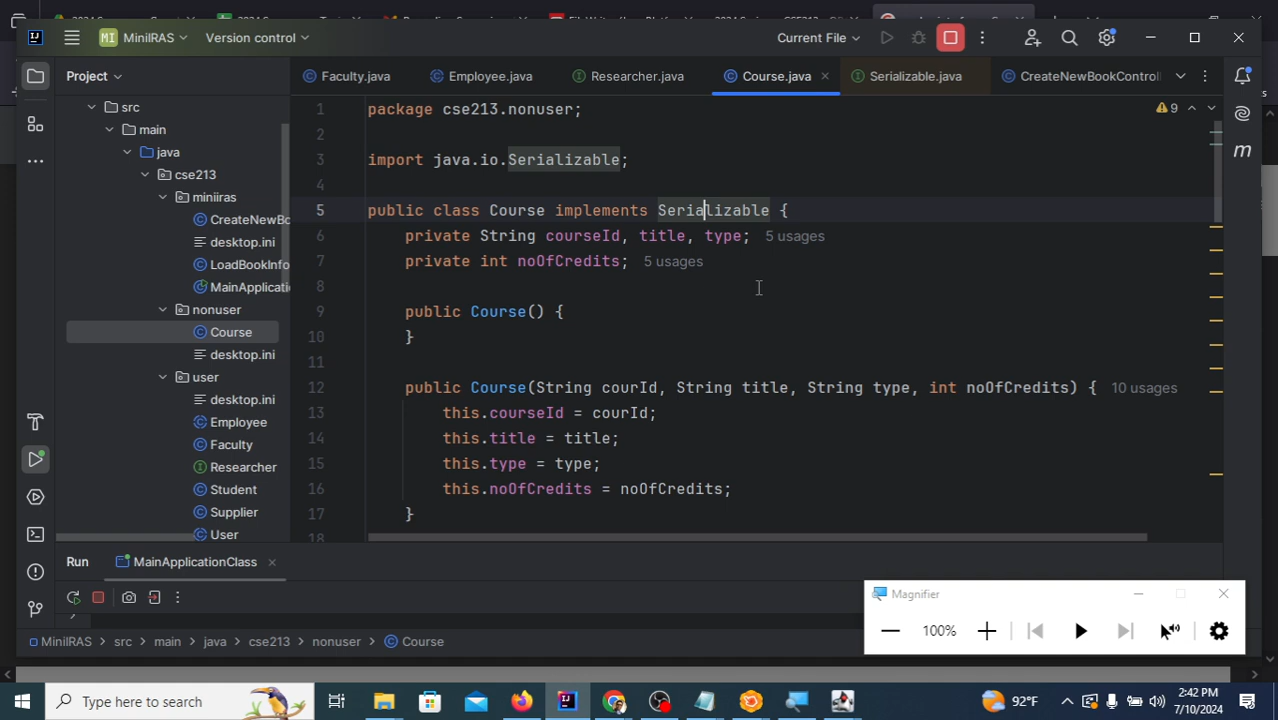 MI MiniIRAS Version control Current File
Project Faculty.java Employee.java Researcher.java Course.java Serializable.java CreateNewBookControl
src
main
java
cse213
miniiras
CreateNewBo
desktop.ini
LoadBookInfo
MainApplicati
nonuser
Course
desktop.ini
user
desktop.ini
Employee
Faculty
Researcher
Student
Supplier
User
9
1 package cse213.nonuser;
2
3 import java.io.Serializable;
4
5 public class Course implements Serializable {
6 private String courseId, title, type; 5 usages
7 private int noOfCredits; 5 usages
8
9 public Course() {
10 }
11
12 public Course(String courId, String title, String type, int noOfCredits) { 10 usages
13 this.courseId = courId;
14 this.title = title;
15 this.type = type;
16 this.noOfCredits = noOfCredits;
17 }
18
Run MainApplicationClass
Magnifier
100%
MiniIRAS src main java cse213 nonuser Course
Type here to search
92°F
2:42 PM
7/10/2024